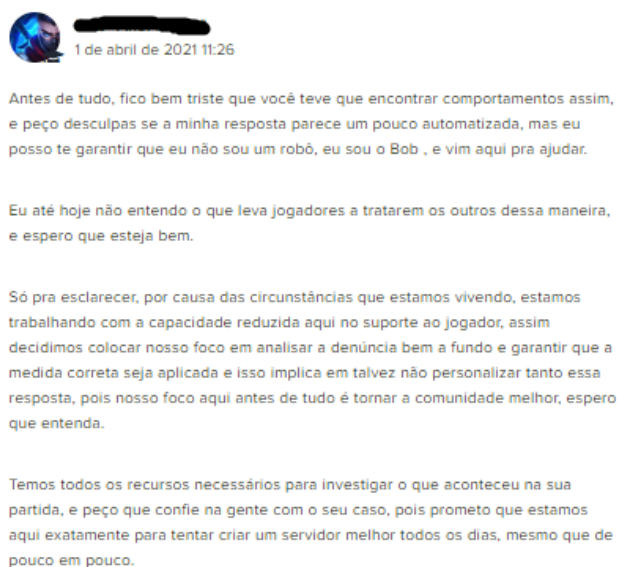 1 de abril de 2021 11:26
Antes de tudo, fico bem triste que você teve que encontrar comportamentos assim,
e peço desculpas se a minha resposta parece um pouco automatizada, mas eu
posso te garantir que eu não sou um robô, eu sou o Bob , e vim aqui pra ajudar.
Eu até hoje não entendo o que leva jogadores a tratarem os outros dessa maneira,
e espero que esteja bem.
Só pra esclarecer, por causa das circunstâncias que estamos vivendo, estamos
trabalhando com a capacidade reduzida aqui no suporte ao jogador, assim
decidimos colocar nosso foco em analisar a denúncia bem a fundo e garantir que a
medida correta seja aplicada e isso implica em talvez não personalizar tanto essa
resposta, pois nosso foco aqui antes de tudo é tornar a comunidade melhor, espero
que entenda.
Temos todos os recursos necessários para investigar o que aconteceu na sua
partida, e peço que confie na gente com o seu caso, pois prometo que estamos
aqui exatamente para tentar criar um servidor melhor todos os dias, mesmo que de
pouco em pouco.